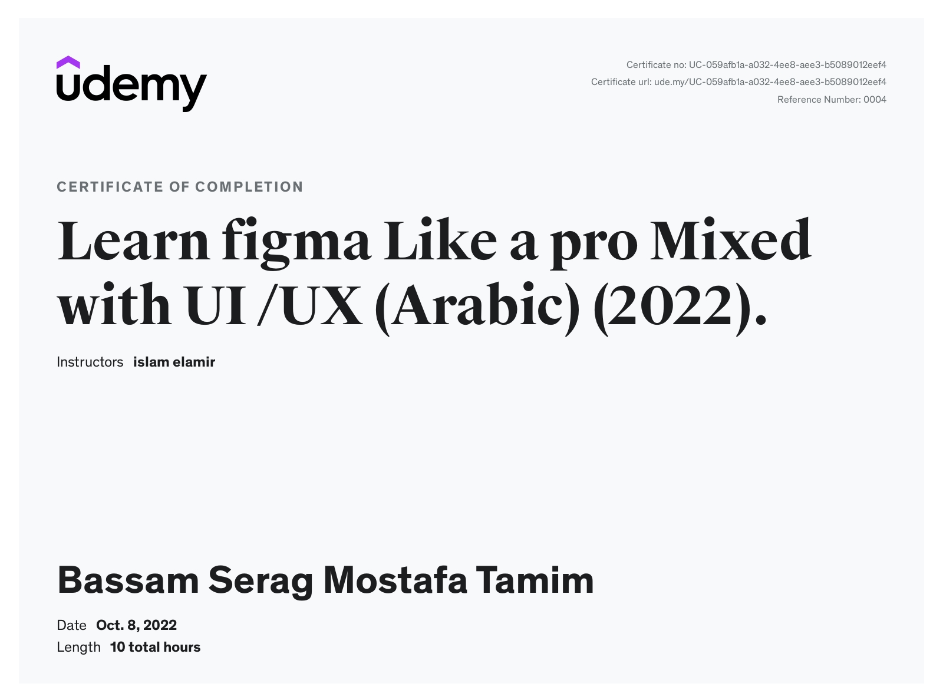 udemy
Certificate no: UC-059afb1a-a032-4ee8-aee3-b5089012eef4
Certificate url: ude.my/UC-059afb1a-a032-4ee8-aee3-b5089012eef4
Reference Number: 0004
CERTIFICATE OF COMPLETION
Learn figma Like a pro Mixed
with UI /UX (Arabic) (2022).
Instructors islam elamir
Bassam Serag Mostafa Tamim
Date Oct. 8, 2022
Length 10 total hours